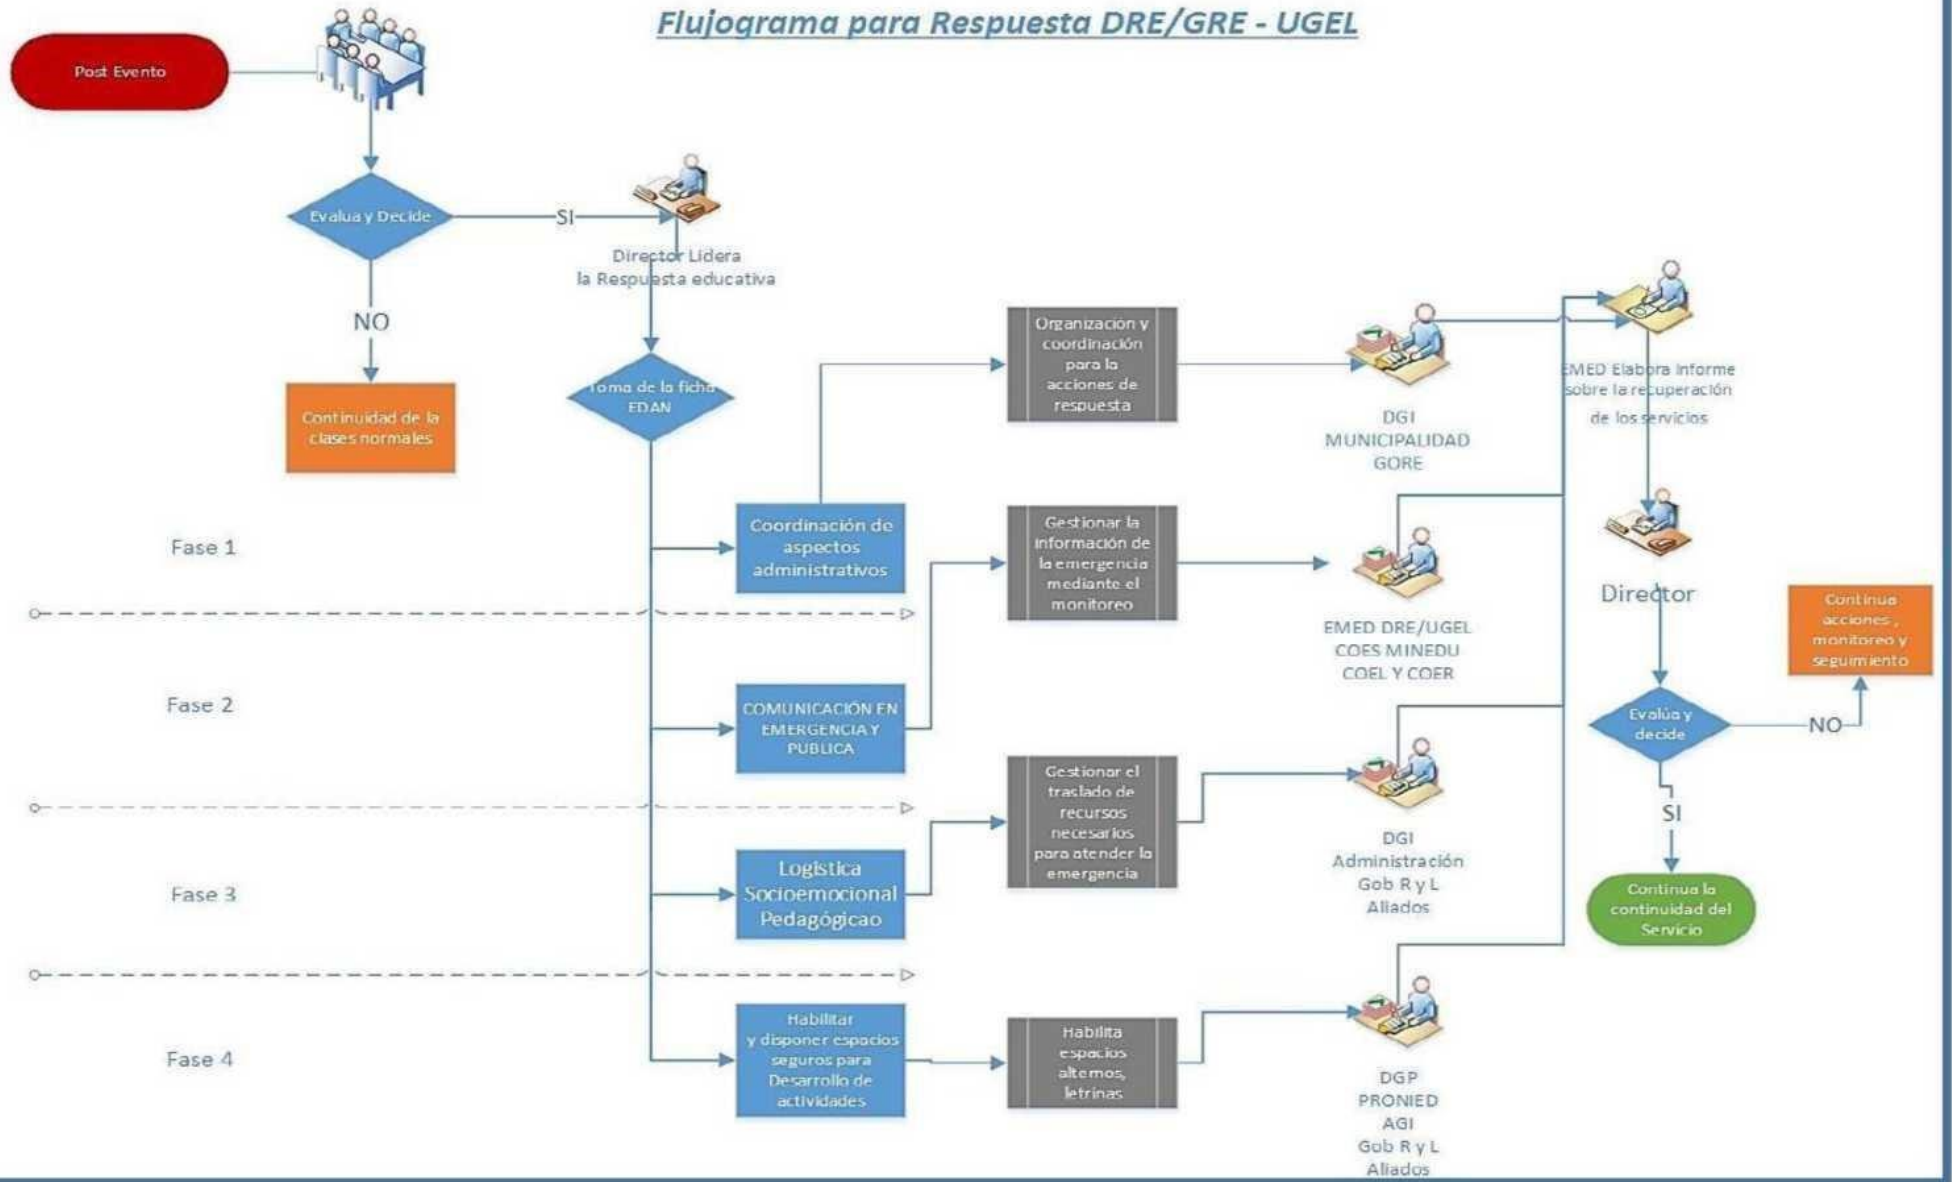 Flujograma para Respuesta DRE/GRE - UGEL
Post Evento
Evalua y Decide
SI
NO
Director Lidera
la Respuesta educativa
Continuidad de la
clases normales
Toma de la ficha
EDAN
Organización y
coordinación
para la
acciones de
respuesta
DGI
MUNICIPALIDAD
GORE
EMED Elabora Informe
sobre la recuperación
de los servicios
Fase 1
Coordinación de
aspectos
administrativos
Gestionar la
información de
la emergencia
mediante el
monitoreo
EMED DRE/UGEL
COES MINEDU
COEL Y COER
Director
Continua
acciones ,
monitoreo y
seguimiento
Evalúa y
decide
NO
SI
Continua la
continuidad del
Servicio
Fase 2
COMUNICACIÓN EN
EMERGENCIA Y
PUBLICA
Gestionar el
traslado de
recursos
necesarios
para atender la
emergencia
DGI
Administración
Gob R y L
Aliados
Fase 3
Logistica
Socioemocional
Pedagógicao
Fase 4
Habilitar
y disponer espacios
seguros para
Desarrollo de
actividades
Habilita
espacios
alternos,
letrinas
DGP
PRONIED
AGI
Gob R y L
Aliados